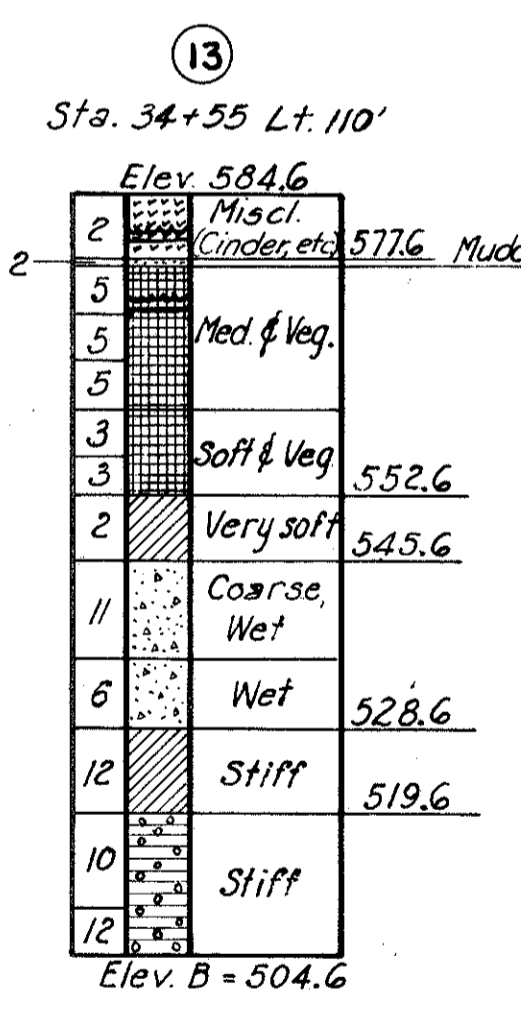 13
Sta. 34+55 Lt. 110'
Elev. 584.6
2
Miscl.
(Cinder, etc)
577.6
2
5
5
5
Med. & Veg.
3
3
Soft & Veg
552.6
2
Very soft
545.6
11
Coarse,
Wet
6
Wet
528.6
12
Stiff
519.6
10
Stiff
12
Elev. B = 504.6